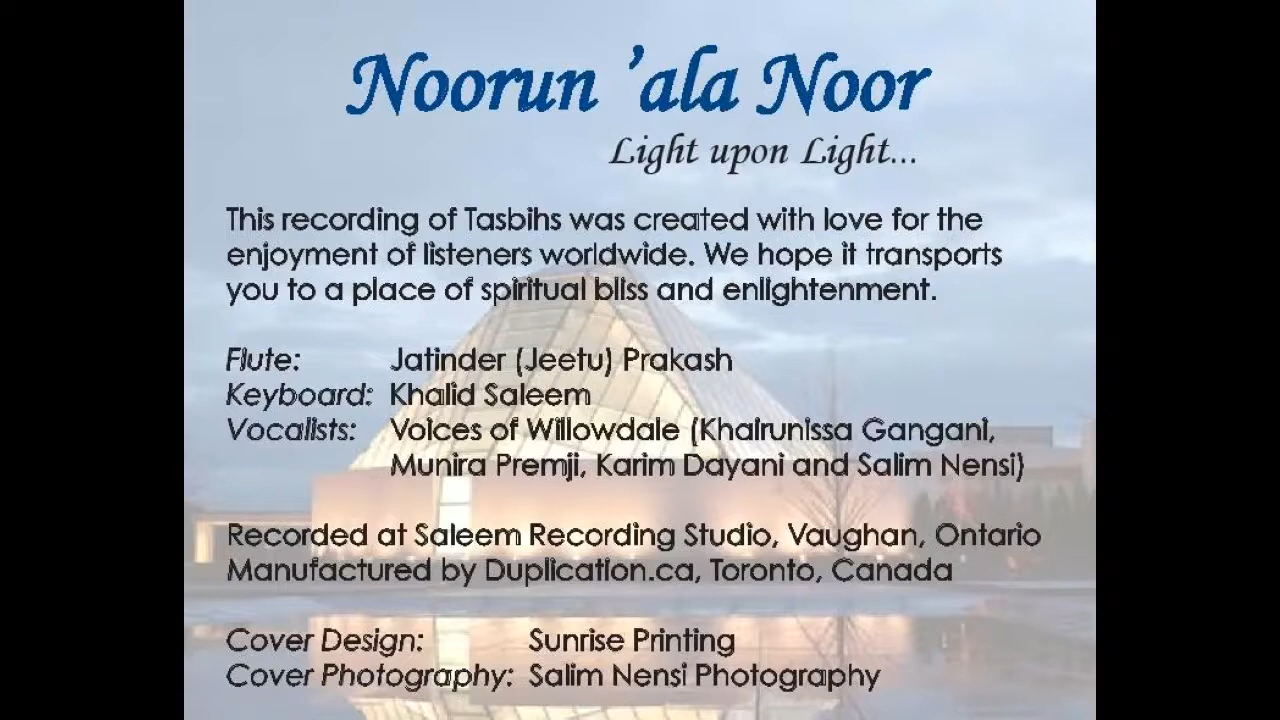 Noorun 'ala Noor
Light upon Light...
This recording of Tasbihs was created with love for the
enjoyment of listeners worldwide. We hope it transports
you to a place of spiritual bliss and enlightenment.
Flute: Jatinder (Jeetu) Prakash
Keyboard: Khalid Saleem
Vocalists: Voices of Willowdale (Khairunissa Gangani,
Munira Premji, Karim Dayani and Salim Nensi)
Recorded at Saleem Recording Studio, Vaughan, Ontario
Manufactured by Duplication.ca, Toronto, Canada
Cover Design: Sunrise Printing
Cover Photography: Salim Nensi Photography